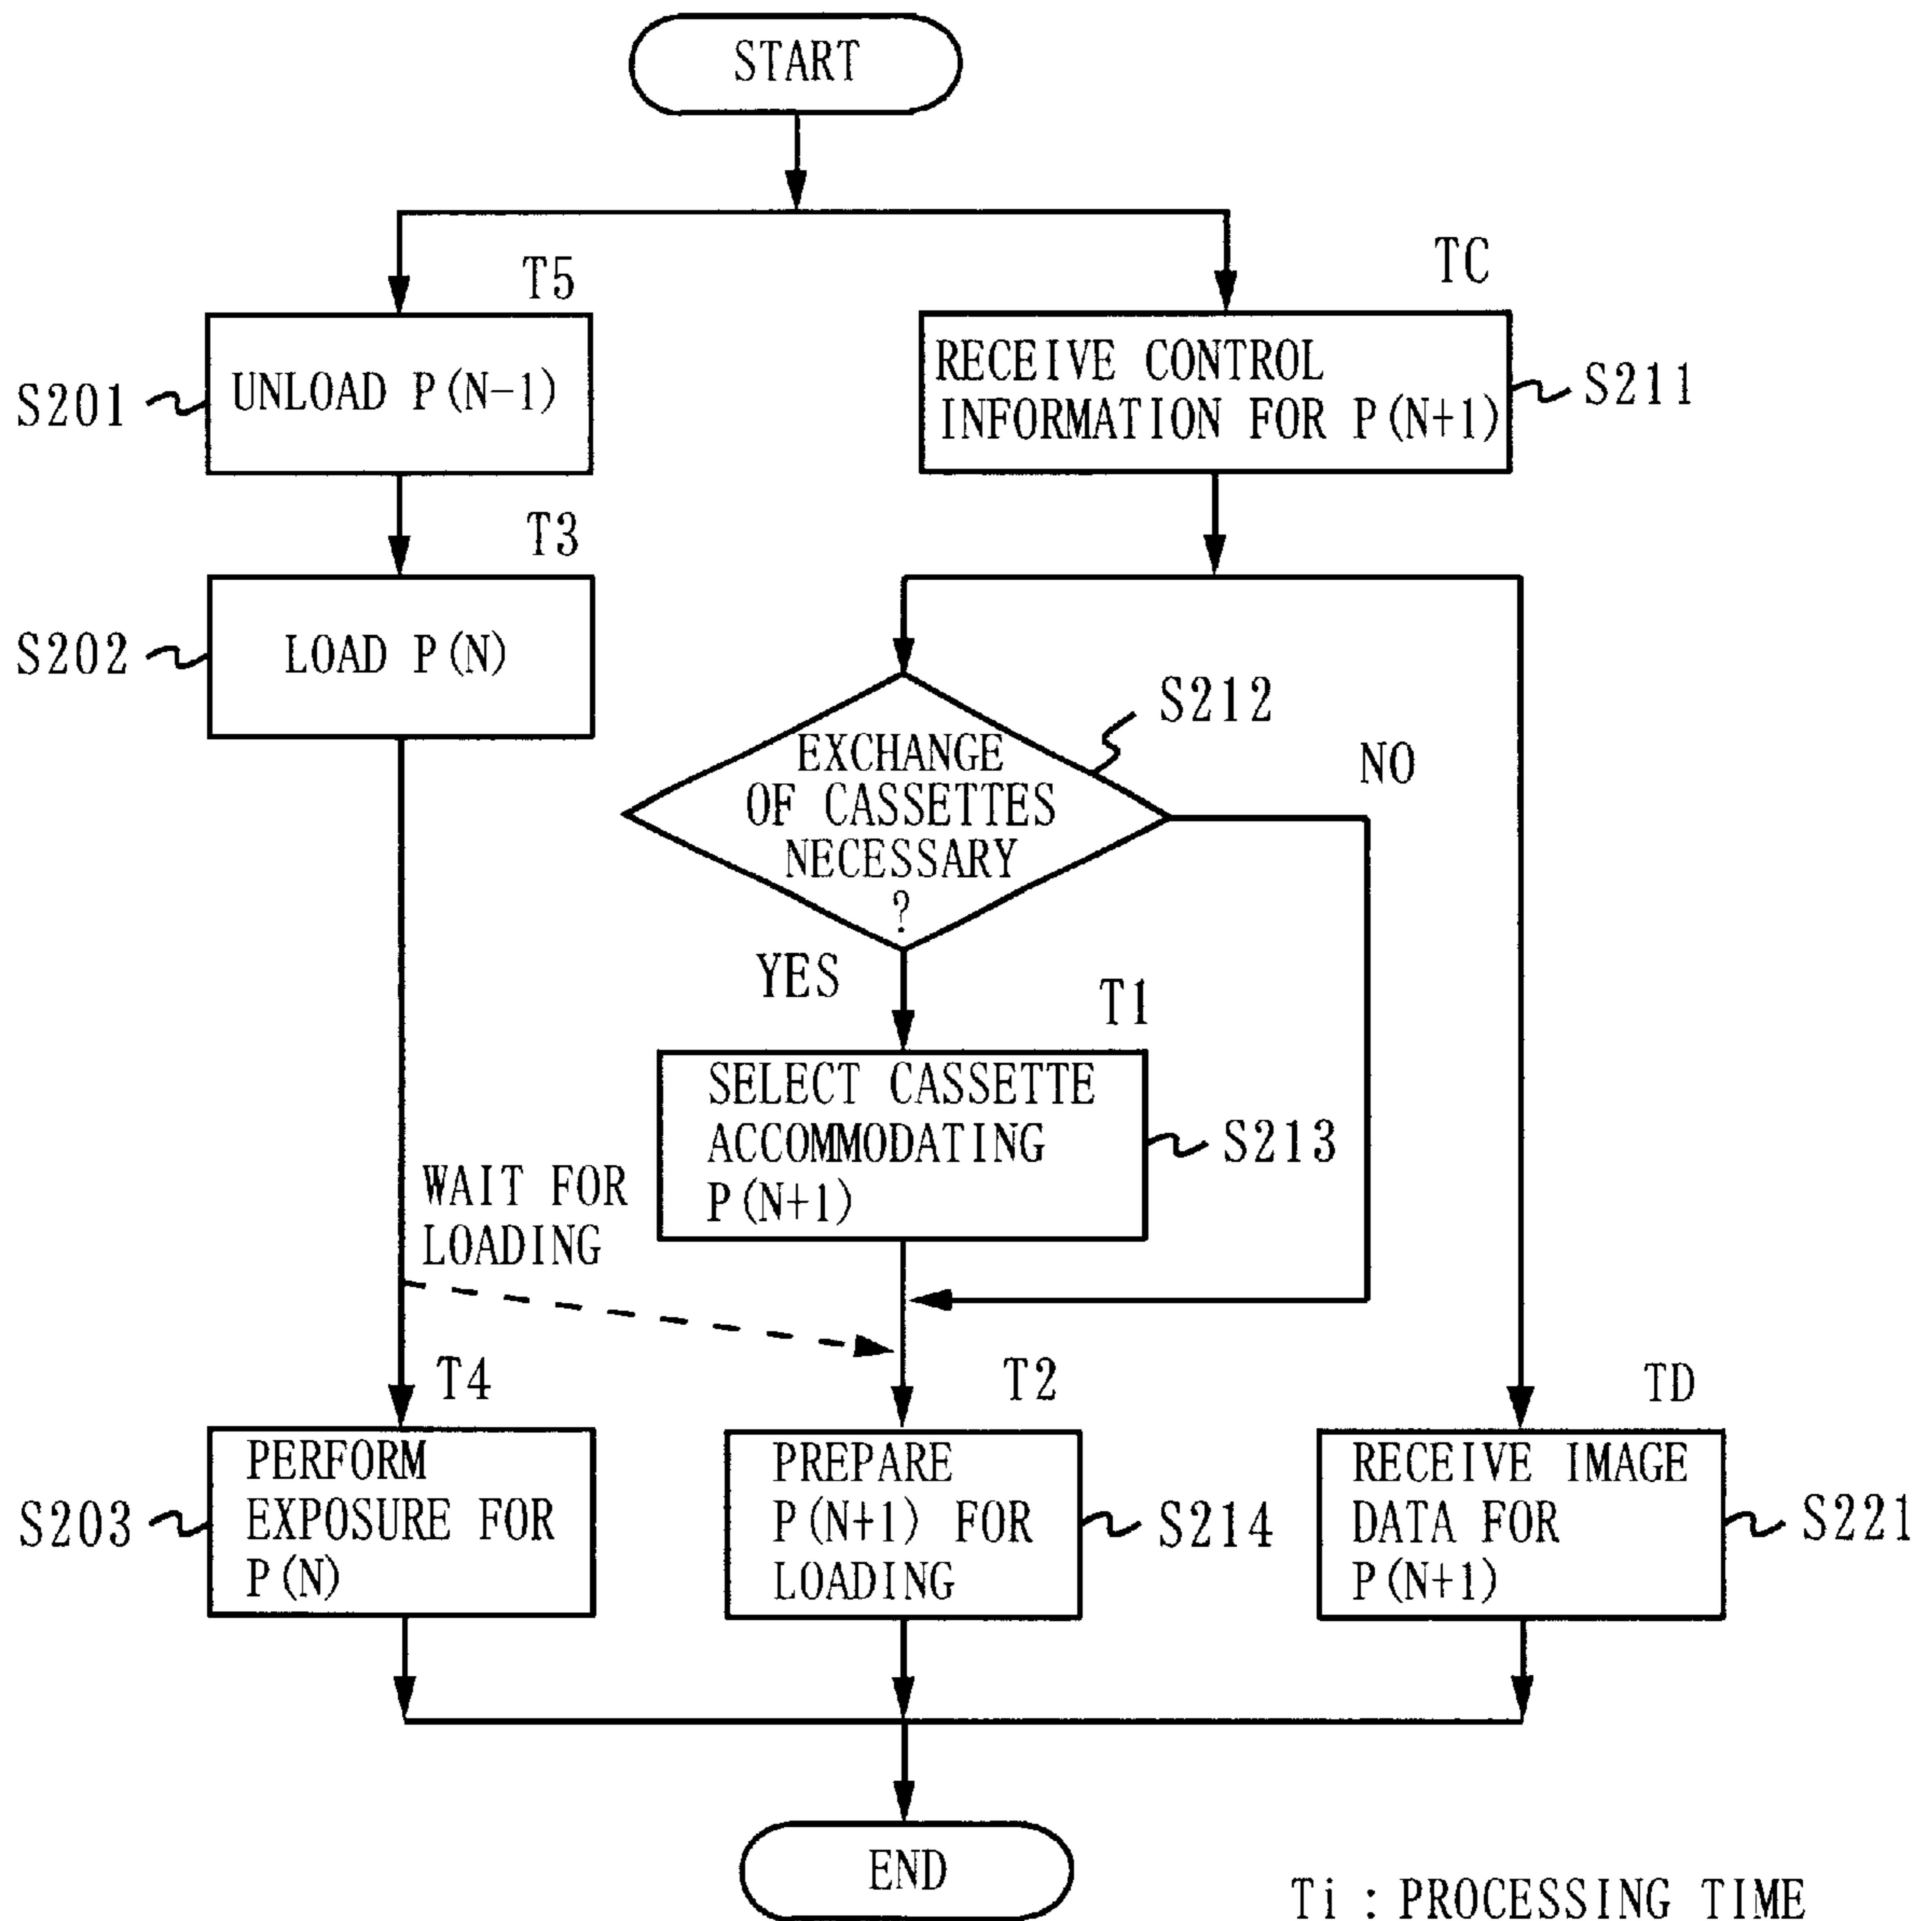 START
T5
TC
S201
UNLOAD P(N-1)
RECEIVE CONTROL
INFORMATION FOR P(N+1)
S211
T3
S202
LOAD P(N)
S212
EXCHANGE
OF CASSETTES
NECESSARY
?
NO
YES
T1
SELECT CASSETTE
ACCOMMODATING
P(N+1)
S213
WAIT FOR
LOADING
T4
T2
TD
S203
PERFORM
EXPOSURE FOR
P(N)
PREPARE
P(N+1) FOR
LOADING
S214
RECEIVE IMAGE
DATA FOR
P(N+1)
S221
END
Ti : PROCESSING TIME